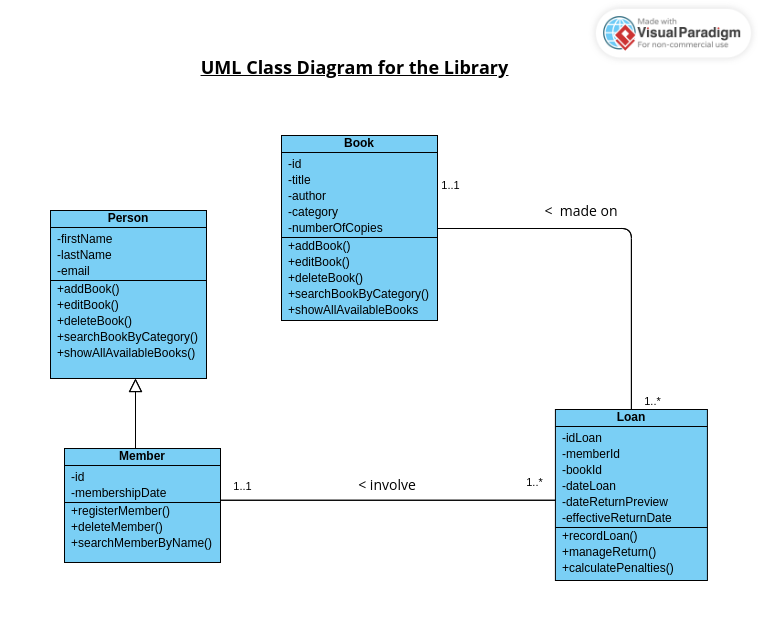 Made with
Visual Paradigm
For non-commercial use
UML Class Diagram for the Library
Book
-id
-title
-author
-category
-numberOfCopies
+addBook()
+editBook()
+deleteBook()
+searchBookByCategory()
+showAllAvailableBooks
1..1
< made on
Person
-firstName
-lastName
-email
+addBook()
+editBook()
+deleteBook()
+searchBookByCategory()
+showAllAvailableBooks()
1..*
Loan
-idLoan
-memberId
-bookId
-dateLoan
-dateReturnPreview
-effectiveReturnDate
+recordLoan()
+manageReturn()
+calculatePenalties()
Member
-id
-membershipDate
+registerMember()
+deleteMember()
+searchMemberByName()
1..1
< involve
1..*